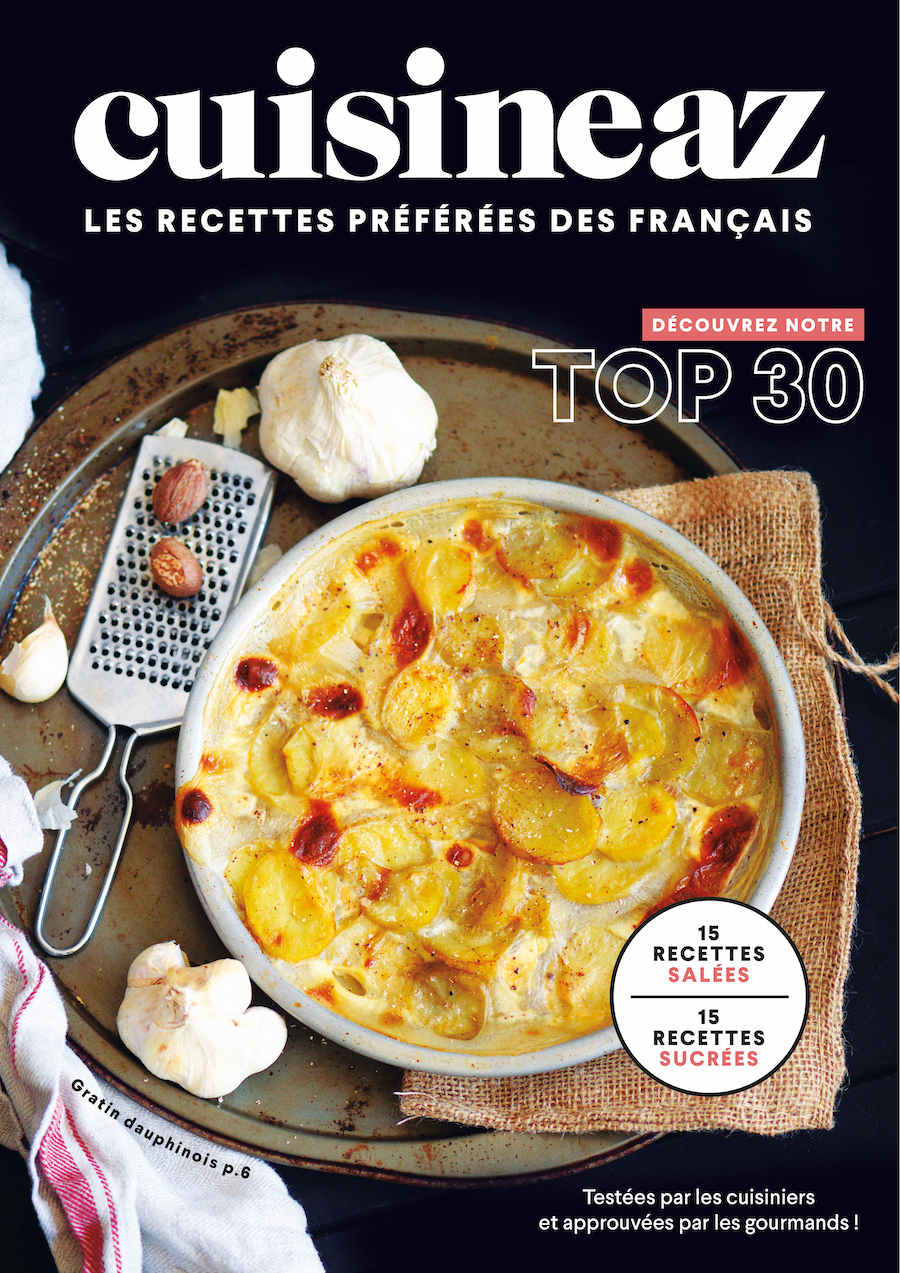 cuisineaz
LES RECETTES PRÉFÉRÉES DES FRANÇAIS
DÉCOUVREZ NOTRE
TOP 30
15
RECETTES
SALÉES
15
RECETTES
SUCRÉES
Gratin dauphinois p.6
Testées par les cuisiniers
et approuvées par les gourmands !